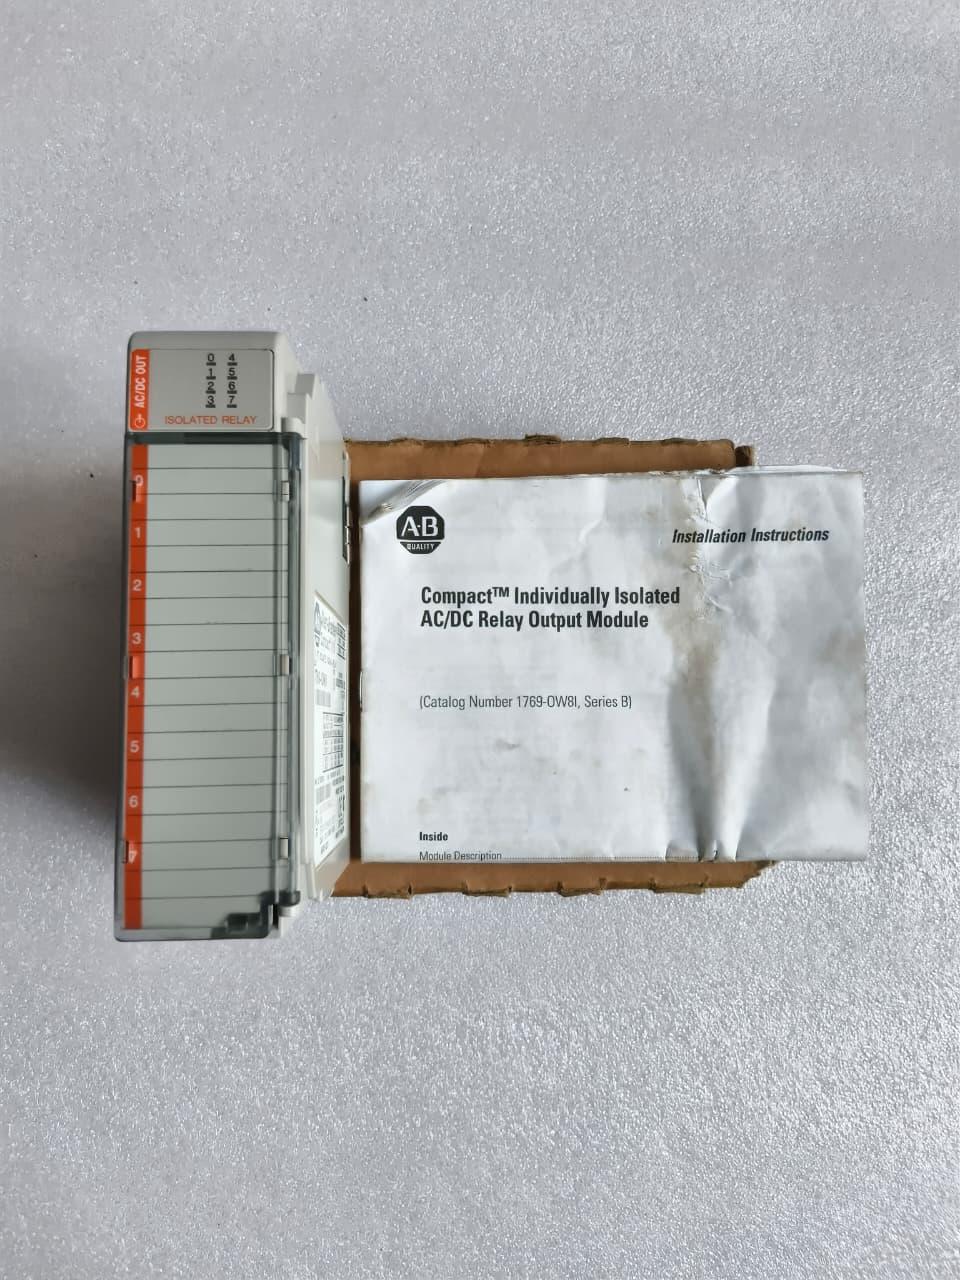 AC/DC OUT
0 4
1 5
2 6
3 7
ISOLATED RELAY
0
1
2
3
4
5
6
7
A-B
QUALITY
Installation Instructions
Compact™ Individually Isolated
AC/DC Relay Output Module
(Catalog Number 1769-OW8I, Series B)
Inside
Module Description